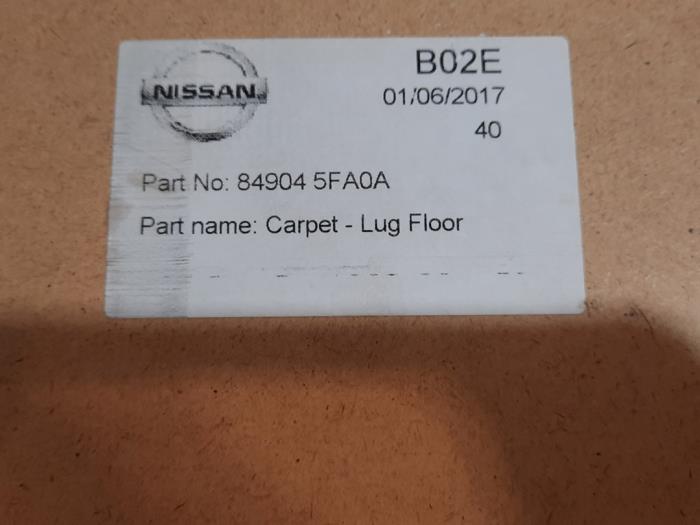 NISSAN
B02E
01/06/2017
40
Part No: 84904 5FA0A
Part name: Carpet - Lug Floor